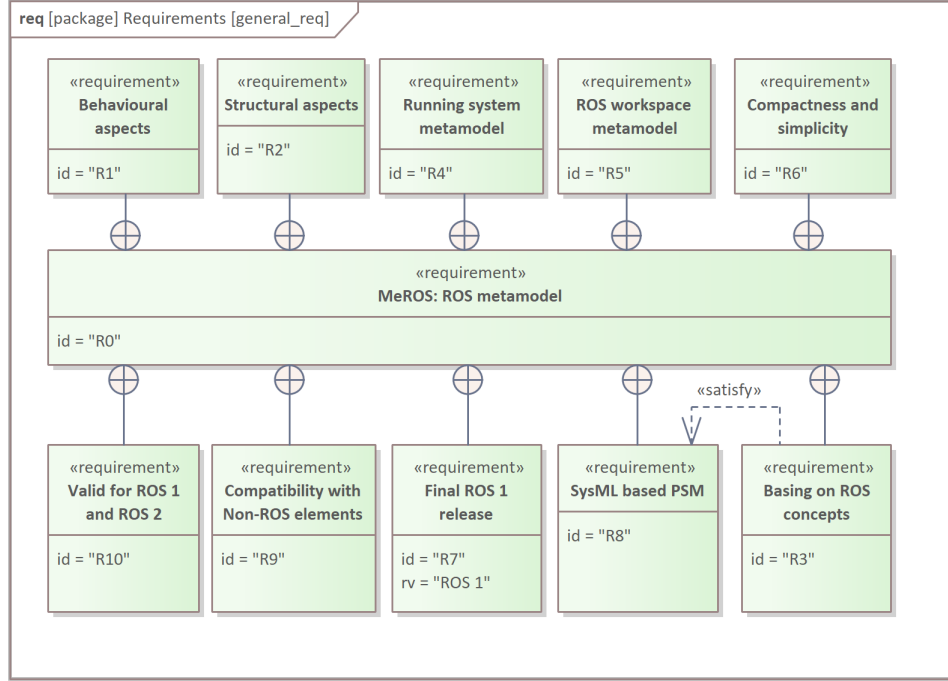 req [package] Requirements [general_req]
«requirement»
Behavioural
aspects
id = "R1"
«requirement»
Structural aspects
id = "R2"
«requirement»
Running system
metamodel
id = "R4"
«requirement»
ROS workspace
metamodel
id = "R5"
«requirement»
Compactness and
simplicity
id = "R6"
«requirement»
MeROS: ROS metamodel
id = "R0"
«satisfy»
«requirement»
Valid for ROS 1
and ROS 2
id = "R10"
«requirement»
Compatibility with
Non-ROS elements
id = "R9"
«requirement»
Final ROS 1
release
id = "R7"
rv = "ROS 1"
«requirement»
SysML based PSM
id = "R8"
«requirement»
Basing on ROS
concepts
id = "R3"